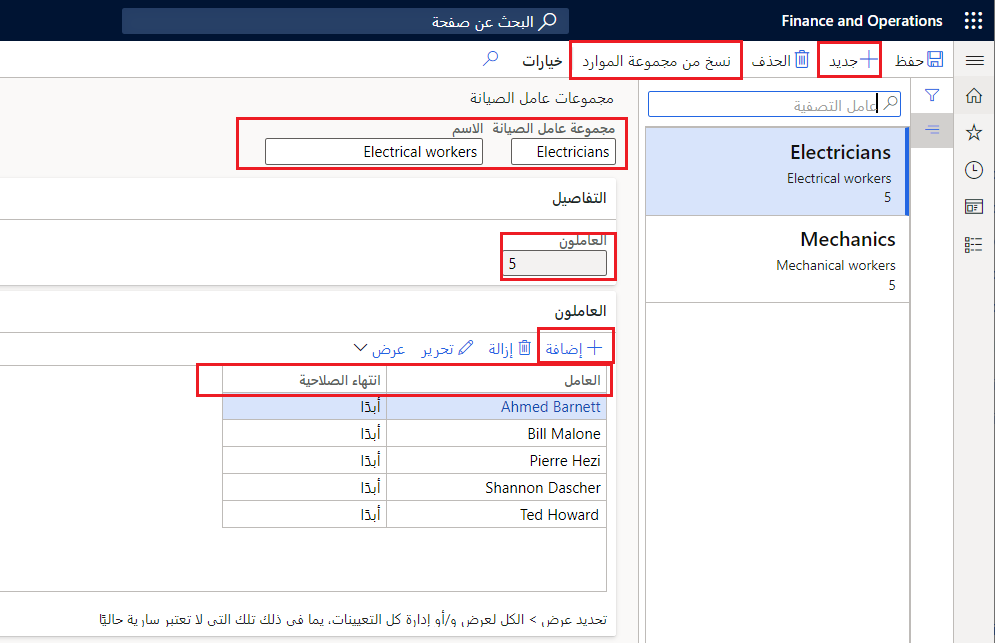 Finance and Operations
البحث عن صفحة
حفظ
جديد
الحذف
نسخ من مجموعة الموارد
خيارات
عامل التصفية
Electricians
Electrical workers
5
Mechanics
Mechanical workers
5
مجموعات عامل الصيانة
مجموعة عامل الصيانة
الاسم
Electricians
Electrical workers
التفاصيل
العاملون
5
العاملون
إضافة
إزالة
تحرير
عرض
العامل
انتهاء الصلاحية
Ahmed Barnett
أبدًا
Bill Malone
أبدًا
Pierre Hezi
أبدًا
Shannon Dascher
أبدًا
Ted Howard
أبدًا
تحديد عرض > الكل لعرض و/أو إدارة كل التعيينات، بما في ذلك تلك التي لا تعتبر سارية حاليًا